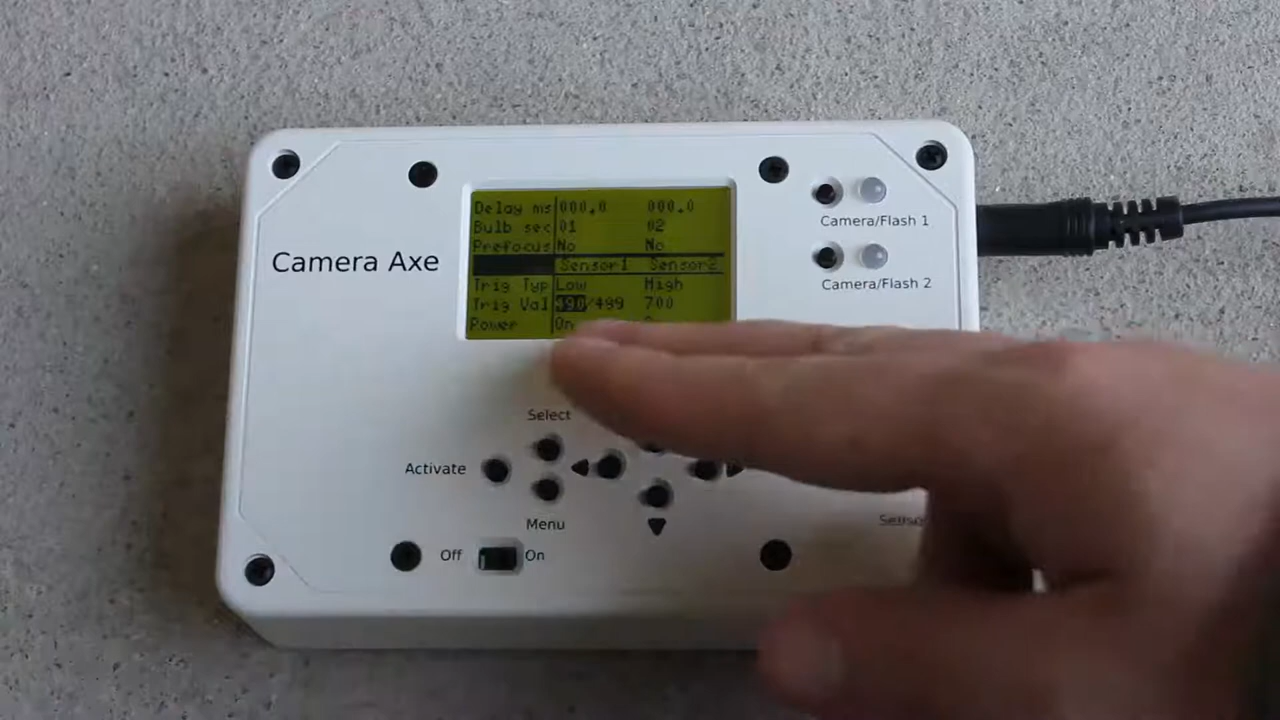 Delay ms 000.0 000.0
Bulb sec 01 02
Prefocus No No
Sensor1 Sensor2
Trig Typ Low High
Trig Val 490/489 700
Power On
Camera Axe
Camera/Flash 1
Camera/Flash 2
Select
Activate
Menu
Off On